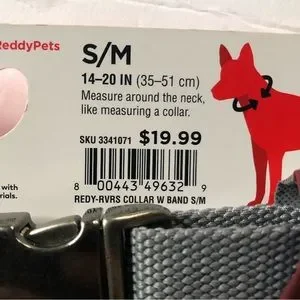 ReddyPets
S/M
14–20 IN (35–51 cm)
Measure around the neck,
like measuring a collar.
SKU 3341071 $19.99
8 00443 49632 9
with
rials.
REDY-RVRS COLLAR W BAND S/M